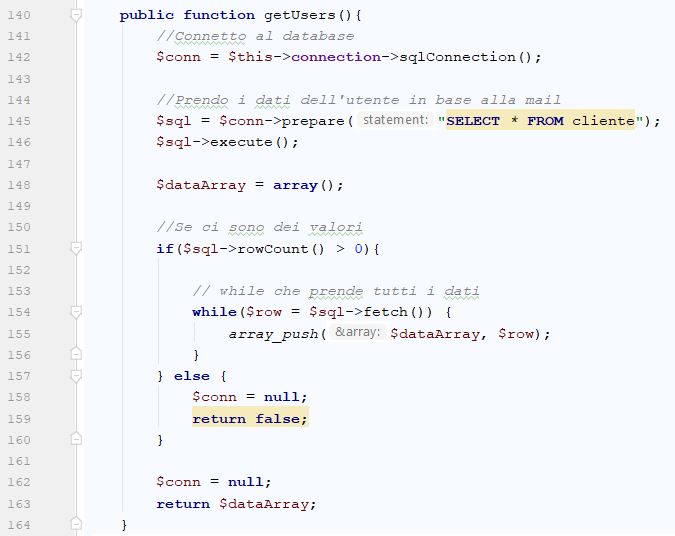 140 public function getUsers(){
141 //Connetto al database
142 $conn = $this->connection->sqlConnection();
143
144 //Prendo i dati dell'utente in base alla mail
145 $sql = $conn->prepare( statement: "SELECT * FROM cliente");
146 $sql->execute();
147
148 $dataArray = array();
149
150 //Se ci sono dei valori
151 if($sql->rowCount() > 0){
152
153 // while che prende tutti i dati
154 while($row = $sql->fetch()) {
155 array_push( &array: $dataArray, $row);
156 }
157 } else {
158 $conn = null;
159 return false;
160 }
161
162 $conn = null;
163 return $dataArray;
164 }